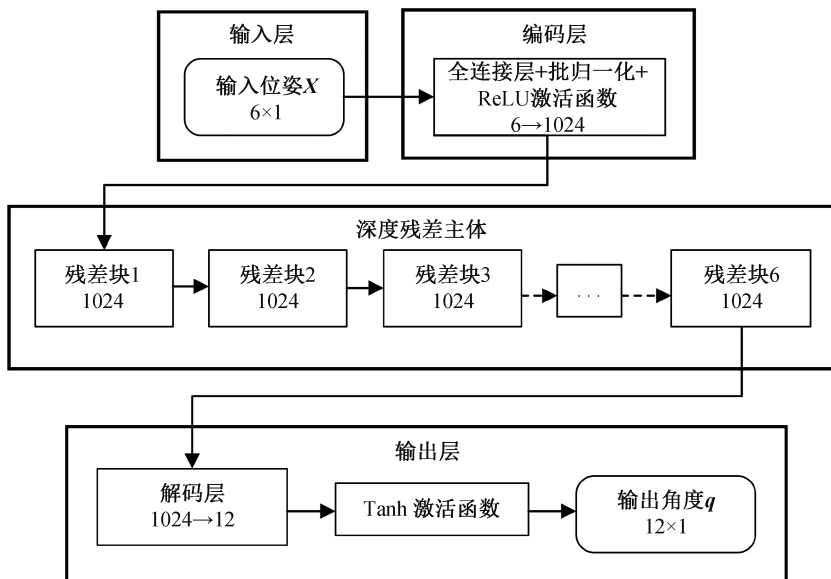 输入层
输入位姿X
6×1
编码层
全连接层+批归一化+
ReLU激活函数
6→1024
深度残差主体
残差块1
1024
残差块2
1024
残差块3
1024
...
残差块6
1024
输出层
解码层
1024→12
Tanh 激活函数
输出角度q
12×1